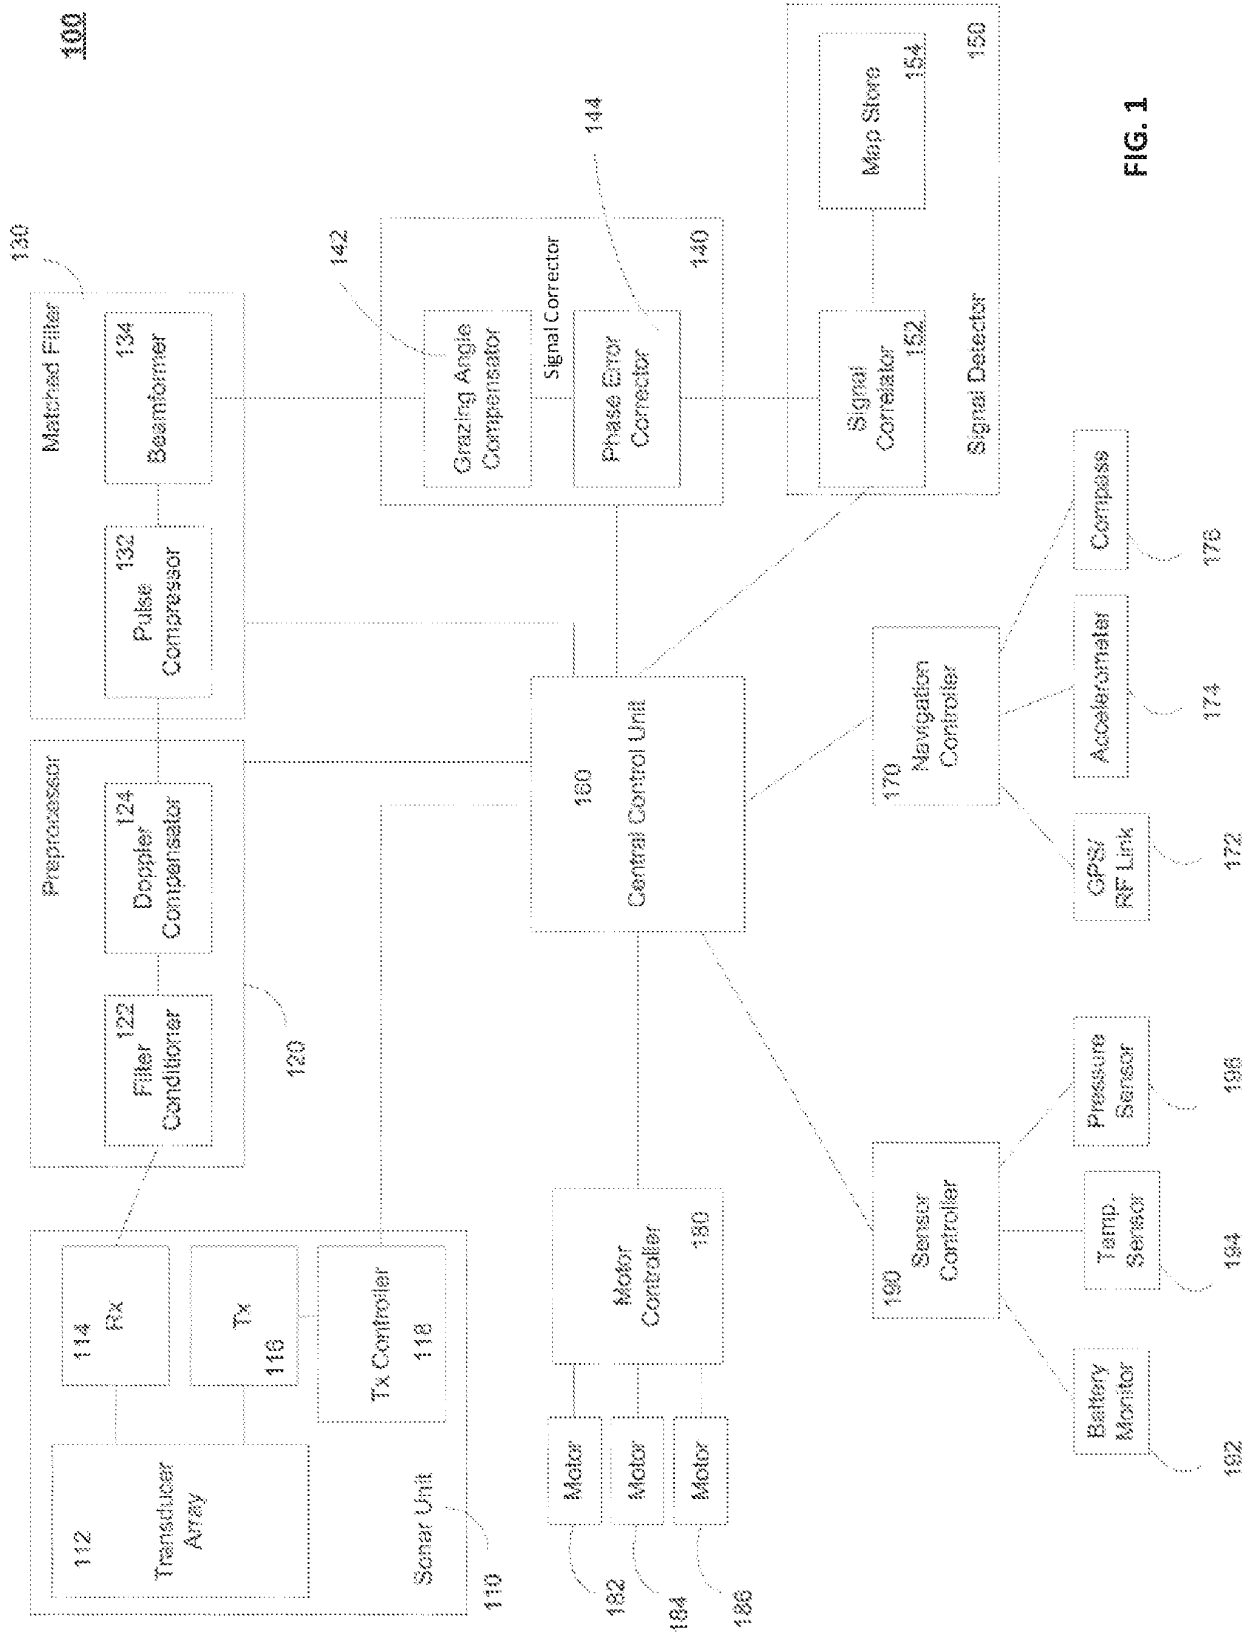 100
130
Sonar Unit
110
112
Transducer
Array
114
Rx
Tx
116
Tx Controller
118
Preprocessor
120
122
Filter
Conditioner
124
Doppler
Compensator
Matched Filter
132
Pulse
Compressor
134
Beamformer
142
Grazing Angle
Compensator
Signal Corrector
Phase Error
Corrector
140
144
Signal
Correlator
152
Map Store
154
Signal Detector
150
160
Central Control Unit
Motor
Controller
180
Motor
Motor
Motor
182
184
186
190
Sensor
Controller
Battery
Monitor
192
Temp.
Sensor
194
Pressure
Sensor
196
170
Navigation
Controller
GPS/
RF Link
172
Accelerometer
174
Compass
176
FIG. 1